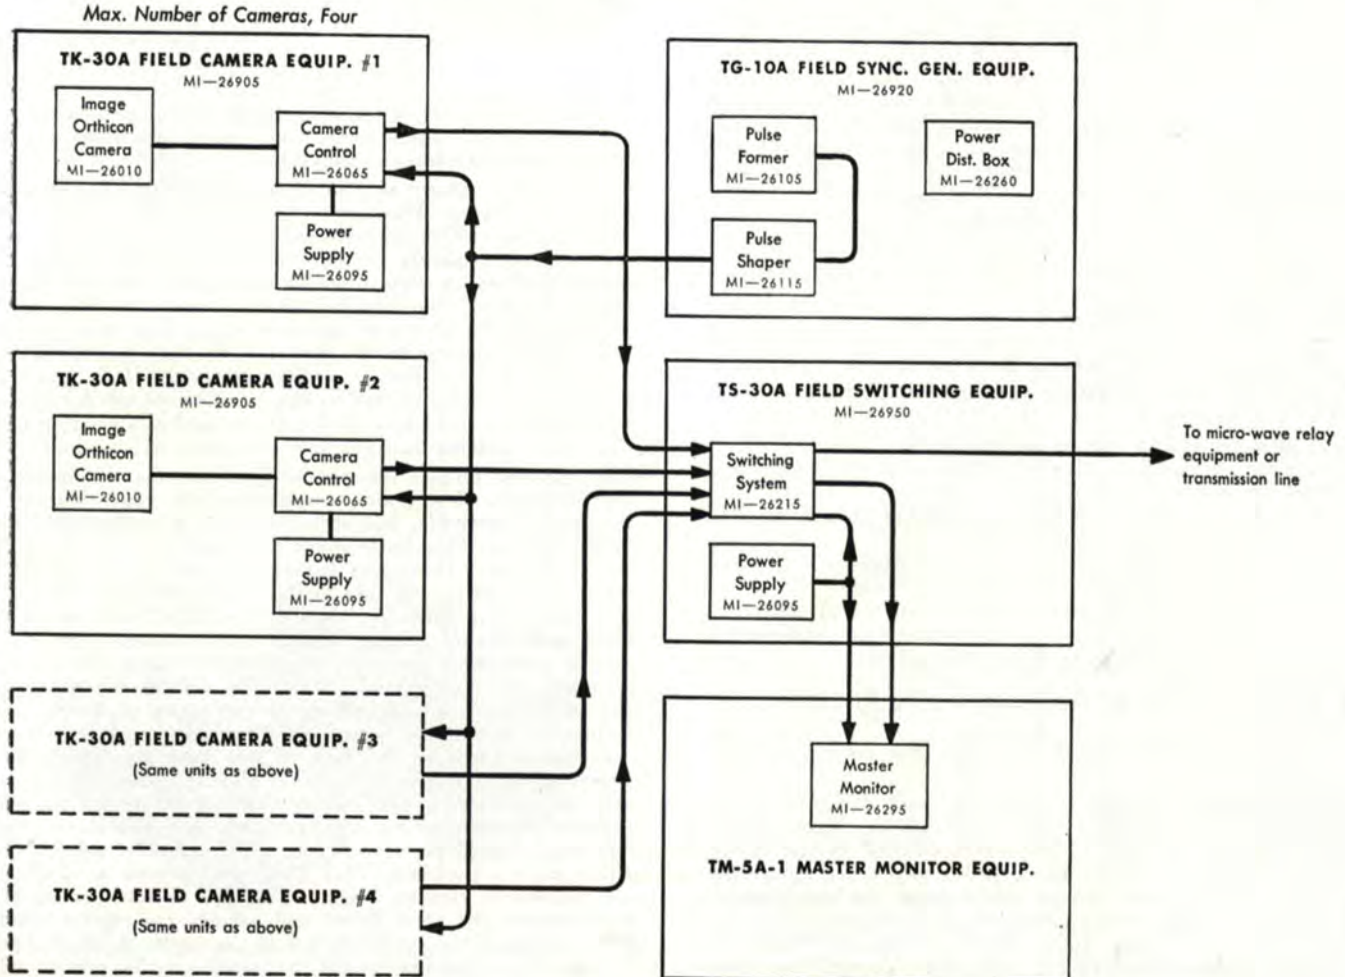 Max. Number of Cameras, Four
TK-30A FIELD CAMERA EQUIP. #1
MI—26905
Image
Orthicon
Camera
MI—26010
Camera
Control
MI—26065
Power
Supply
MI—26095
TG-10A FIELD SYNC. GEN. EQUIP.
MI—26920
Pulse
Former
MI—26105
Power
Dist. Box
MI—26260
Pulse
Shaper
MI—26115
TK-30A FIELD CAMERA EQUIP. #2
MI—26905
Image
Orthicon
Camera
MI—26010
Camera
Control
MI—26065
Power
Supply
MI—26095
TS-30A FIELD SWITCHING EQUIP.
MI—26950
Switching
System
MI—26215
Power
Supply
MI—26095
To micro-wave relay
equipment or
transmission line
TK-30A FIELD CAMERA EQUIP. #3
(Same units as above)
TK-30A FIELD CAMERA EQUIP. #4
(Same units as above)
Master
Monitor
MI—26295
TM-5A-1 MASTER MONITOR EQUIP.